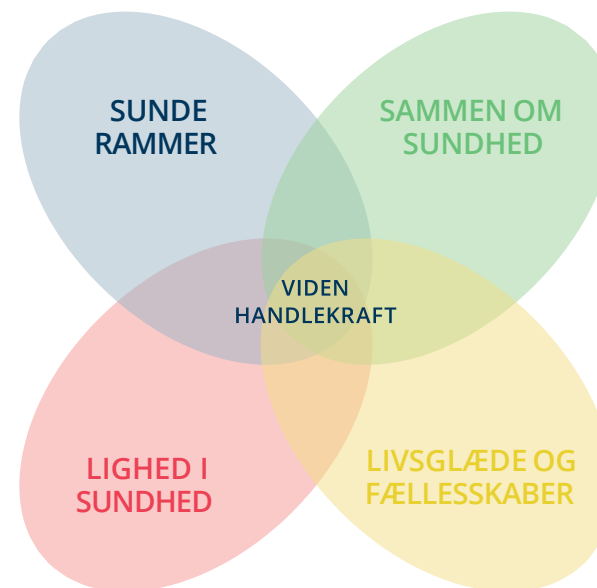 SUNDE
RAMMER
SAMMEN OM
SUNDHED
VIDEN
HANDLEKRAFT
LIGHED I
SUNDHED
LIVSGLÆDE OG
FÆLLESSKABER